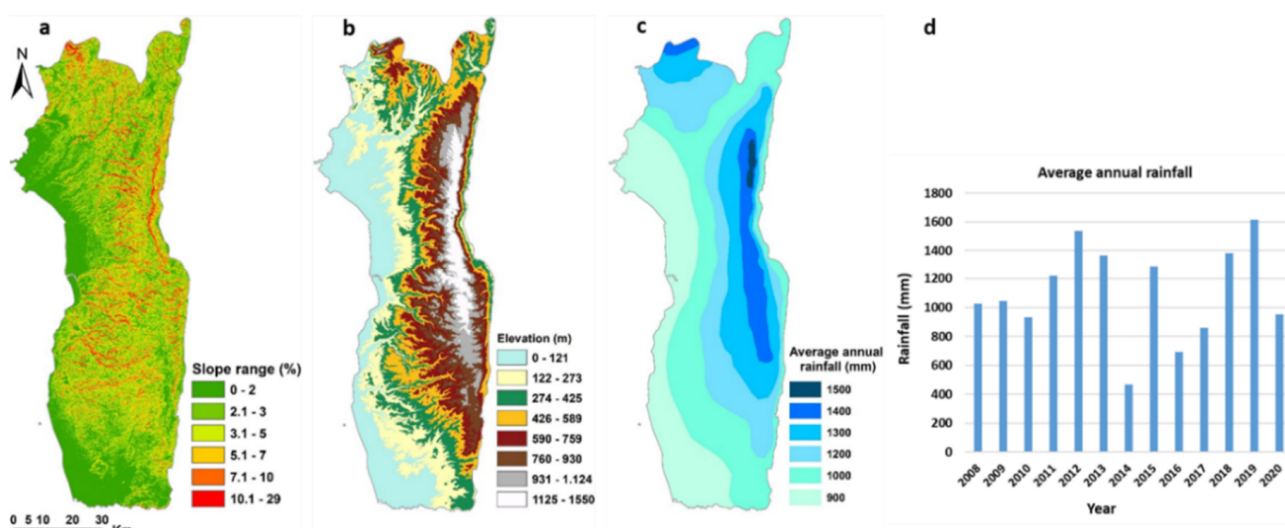 a
N
Slope range (%)
0 - 2
2.1 - 3
3.1 - 5
5.1 - 7
7.1 - 10
10.1 - 29
0 10 20 30
b
Elevation (m)
0 - 121
122 - 273
274 - 425
426 - 589
590 - 759
760 - 930
931 - 1.124
1125 - 1550
c
Average annual
rainfall (mm)
1500
1400
1300
1200
1000
900
d
Average annual rainfall
Rainfall (mm)
1800
1600
1400
1200
1000
800
600
400
200
0
2008
2009
2010
2011
2012
2013
2014
2015
2016
2017
2018
2019
2020
Year